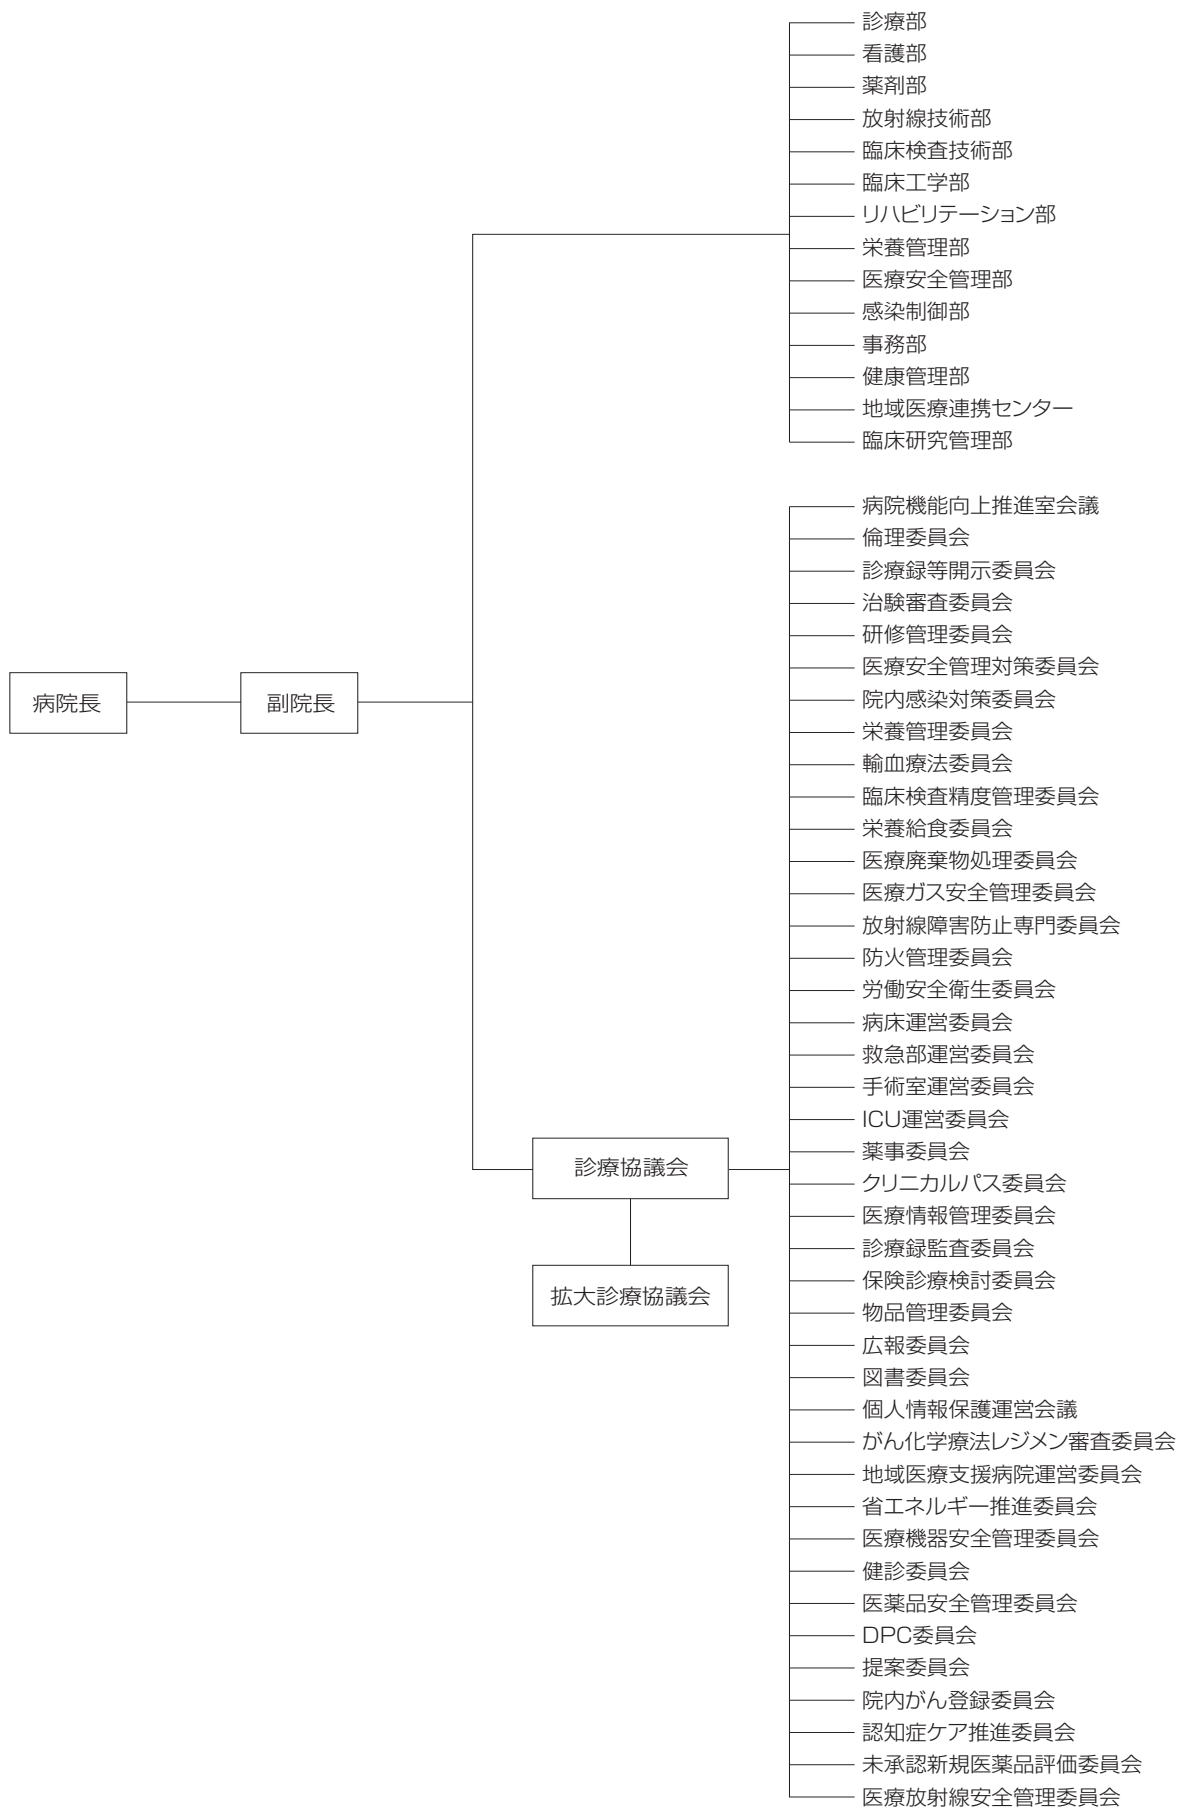 診療部
看護部
薬剤部
放射線技術部
臨床検査技術部
臨床工学部
リハビリテーション部
栄養管理部
医療安全管理部
感染制御部
事務部
健康管理部
地域医療連携センター
臨床研究管理部
病院長
副院長
診療協議会
拡大診療協議会
病院機能向上推進室会議
倫理委員会
診療録等開示委員会
治験審査委員会
研修管理委員会
医療安全管理対策委員会
院内感染対策委員会
栄養管理委員会
輸血療法委員会
臨床検査精度管理委員会
栄養給食委員会
医療廃棄物処理委員会
医療ガス安全管理委員会
放射線障害防止専門委員会
防火管理委員会
労働安全衛生委員会
病床運営委員会
救急部運営委員会
手術室運営委員会
ICU運営委員会
薬事委員会
クリニカルパス委員会
医療情報管理委員会
診療録監査委員会
保険診療検討委員会
物品管理委員会
広報委員会
図書委員会
個人情報保護運営会議
がん化学療法レジメン審査委員会
地域医療支援病院運営委員会
省エネルギー推進委員会
医療機器安全管理委員会
健診委員会
医薬品安全管理委員会
DPC委員会
提案委員会
院内がん登録委員会
認知症ケア推進委員会
未承認新規医薬品評価委員会
医療放射線安全管理委員会